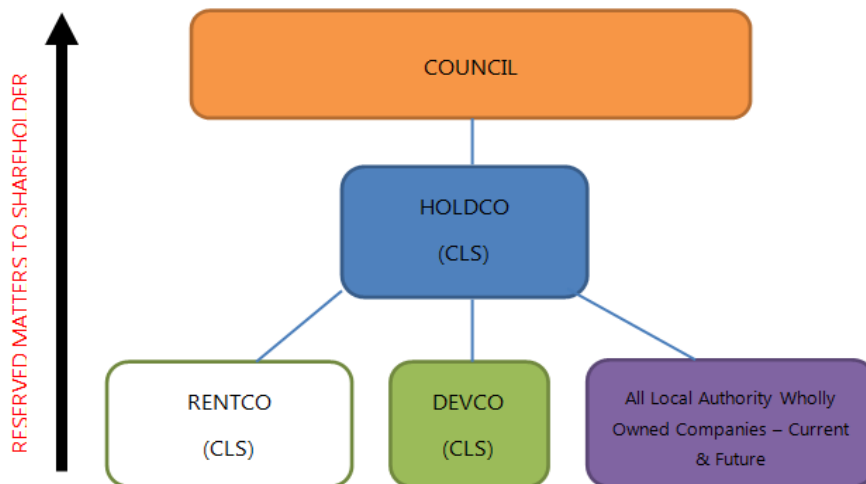 RESERVED MATTERS TO SHAREHOLDER
COUNCIL
HOLDCO
(CLS)
RENTCO
(CLS)
DEVCO
(CLS)
All Local Authority Wholly
Owned Companies – Current
& Future